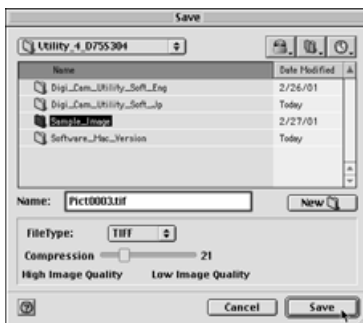 Save
Utility_4_D755304
Name Date Modified
Digi_Cam_Utility_Soft_Eng 2/26/01
Digi_Cam_Utility_Soft_Jp Today
Sample_Image 2/27/01
Software_Mac_Version Today
Name: Pict0003.tif New
FileType: TIFF
Compression 21
High Image Quality Low Image Quality
Cancel Save